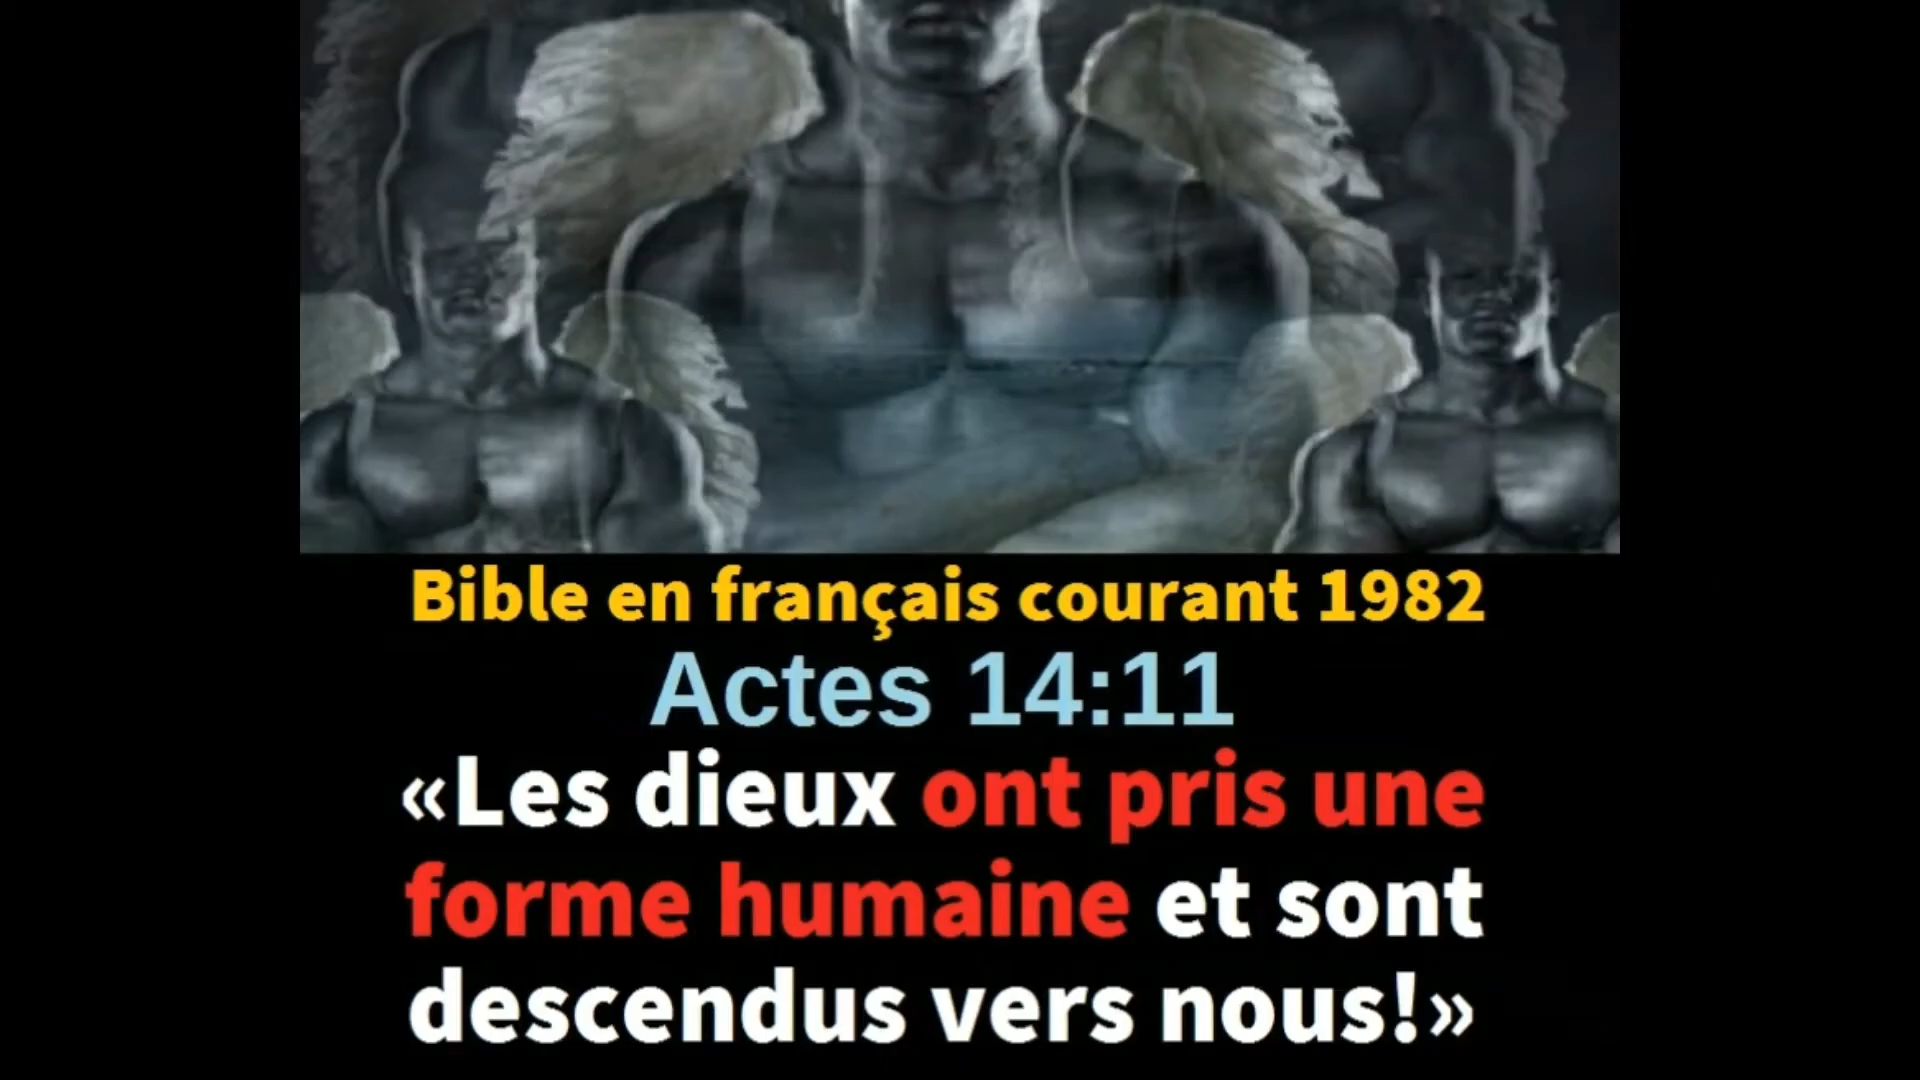 Bible en français courant 1982
Actes 14:11
«Les dieux ont pris une
forme humaine et sont
descendus vers nous!»